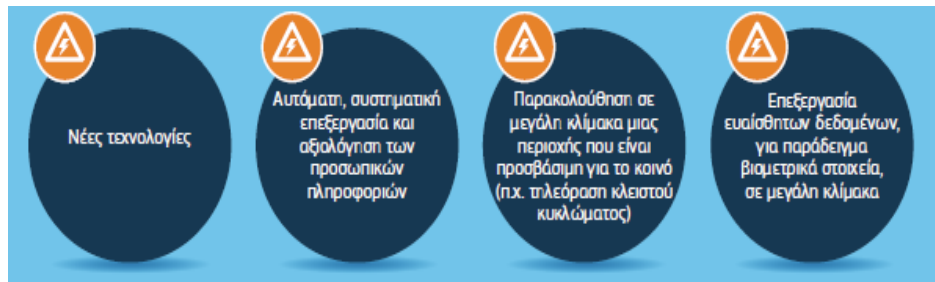 Νέες τεχνολογίες
Αυτόματη, συστηματική
επεξεργασία και
αξιολόγηση των
προσωπικών
πληροφοριών
Παρακολούθηση σε
μεγάλη κλίμακα μιας
περιοχής που είναι
προσβάσιμη για το κοινό
(π.χ. τηλεόραση κλειστού
κυκλώματος)
Επεξεργασία
ευαίσθητων δεδομένων,
για παράδειγμα
βιομετρικά στοιχεία,
σε μεγάλη κλίμακα